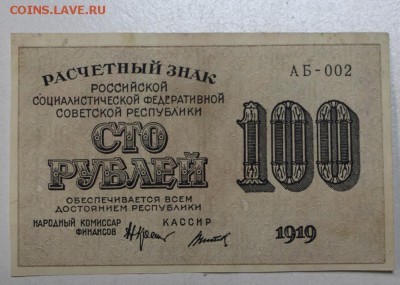 COINS.LAVE.RU
РАСЧЕТНЫЙ ЗНАК
АБ-002
РОССИЙСКОЙ
СОЦИАЛИСТИЧЕСКОЙ ФЕДЕРАТИВНОЙ
СОВЕТСКОЙ РЕСПУБЛИКИ
СТО
РУБЛЕЙ
100
ОБЕСПЕЧИВАЕТСЯ ВСЕМ
ДОСТОЯНИЕМ РЕСПУБЛИКИ
НАРОДНЫЙ КОМИССАР
ФИНАНСОВ
КАССИР
1919